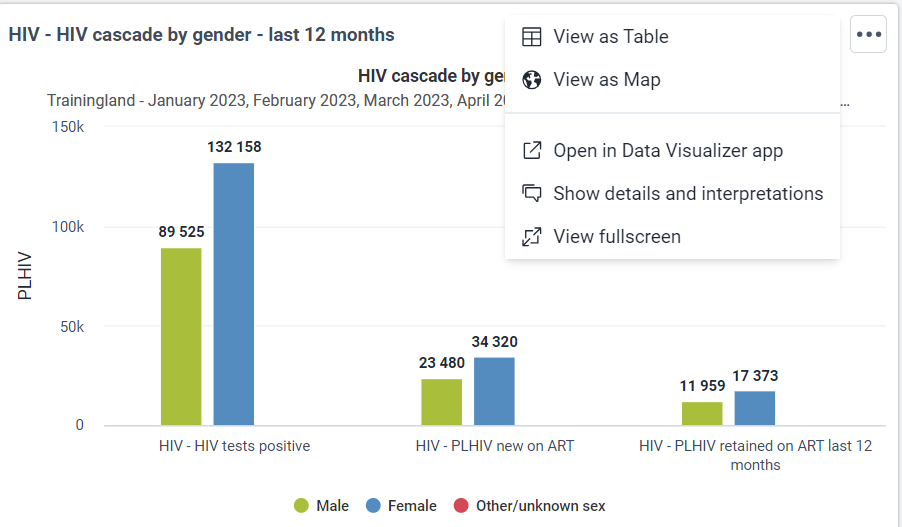 HIV - HIV cascade by gender - last 12 months
View as Table
View as Map
Open in Data Visualizer app
Show details and interpretations
View fullscreen
HIV cascade by
Trainingland - January 2023, February 2023, March 2023, April
...
150k
100k
50k
0
PLHIV
89 525
132 158
23 480
34 320
11 959
17 373
HIV - HIV tests positive
HIV - PLHIV new on ART
HIV - PLHIV retained on ART last 12
months
Male
Female
Other/unknown sex